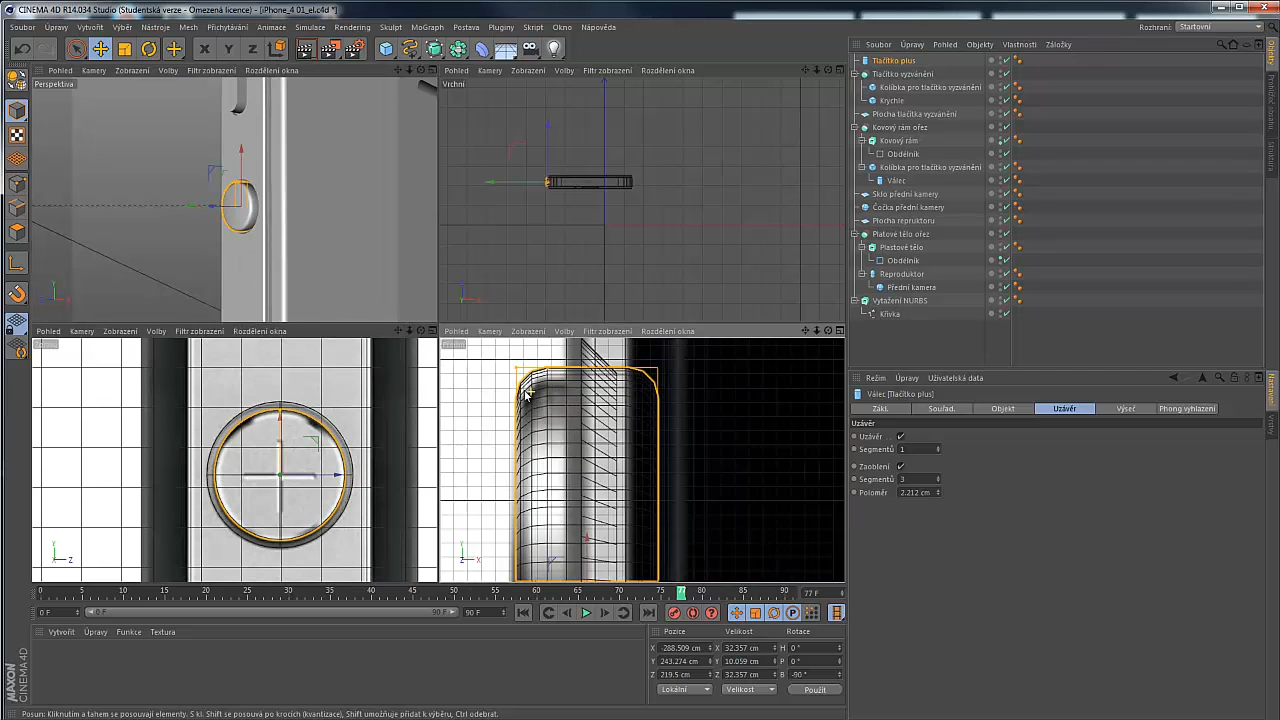 CINEMA 4D R14.034 Studio (Studentská verze - Omezená licence) - [iPhone_4 01_el.c4d *]
Soubor Úpravy Vytvořit Výběr Nástroje Mesh Přichytávání Animace Simulace Rendering Skulpt MoGraph Postava Pluginy Skript Okno Nápověda
Rozhraní: Startovní
Pohled Kamery Zobrazení Volby Filtr zobrazení Rozdělení okna
Perspektiva
Pohled Kamery Zobrazení Volby Filtr zobrazení Rozdělení okna
Vrchní
Soubor Úpravy Pohled Objekty Vlastnosti Záložky
Tlačítko plus
Tlačítko vyzvánění
Kolíbka pro tlačítko vyzvánění
Krychle
Plocha tlačítka vyzvánění
Kovový rám ořez
Kovový rám
Obdélník
Kolíbka pro tlačítko vyzvánění
Válec
Sklo přední kamery
Čočka přední kamery
Plocha repruktoru
Platové tělo ořez
Plastové tělo
Obdélník
Reproduktor
Přední kamera
Vytažení NURBS
Křivka
Pohled Kamery Zobrazení Volby Filtr zobrazení Rozdělení okna
Pohled Kamery Zobrazení Volby Filtr zobrazení Rozdělení okna
Režim Úpravy Uživatelská data
Válec [Tlačítko plus]
Zákl. Souřad. Objekt Uzávěr Výseč Phong vyhlazení
Uzávěr
Uzávěr
Segmentů 1
Zaoblení
Segmentů 3
Poloměr 2.212 cm
0 5 10 15 20 25 30 35 40 45 50 55 60 65 70 75 77 85 90 77 F
0 F 0 F 90 F 90 F
Vytvořit Úpravy Funkce Textura
Pozice Velikost Rotace
X -288.509 cm X 32.357 cm H 0 °
Y 243.274 cm Y 10.059 cm P 0 °
Z 219.5 cm Z 32.357 cm B -90 °
Lokální Velikost Použít
MAXON CINEMA 4D
Posun: Kliknutím a tahem se posouvají elementy. S kl. Shift se posova po krocích (kvantizace), Shift umožňuje přidat k výběru, Ctrl odebrat.